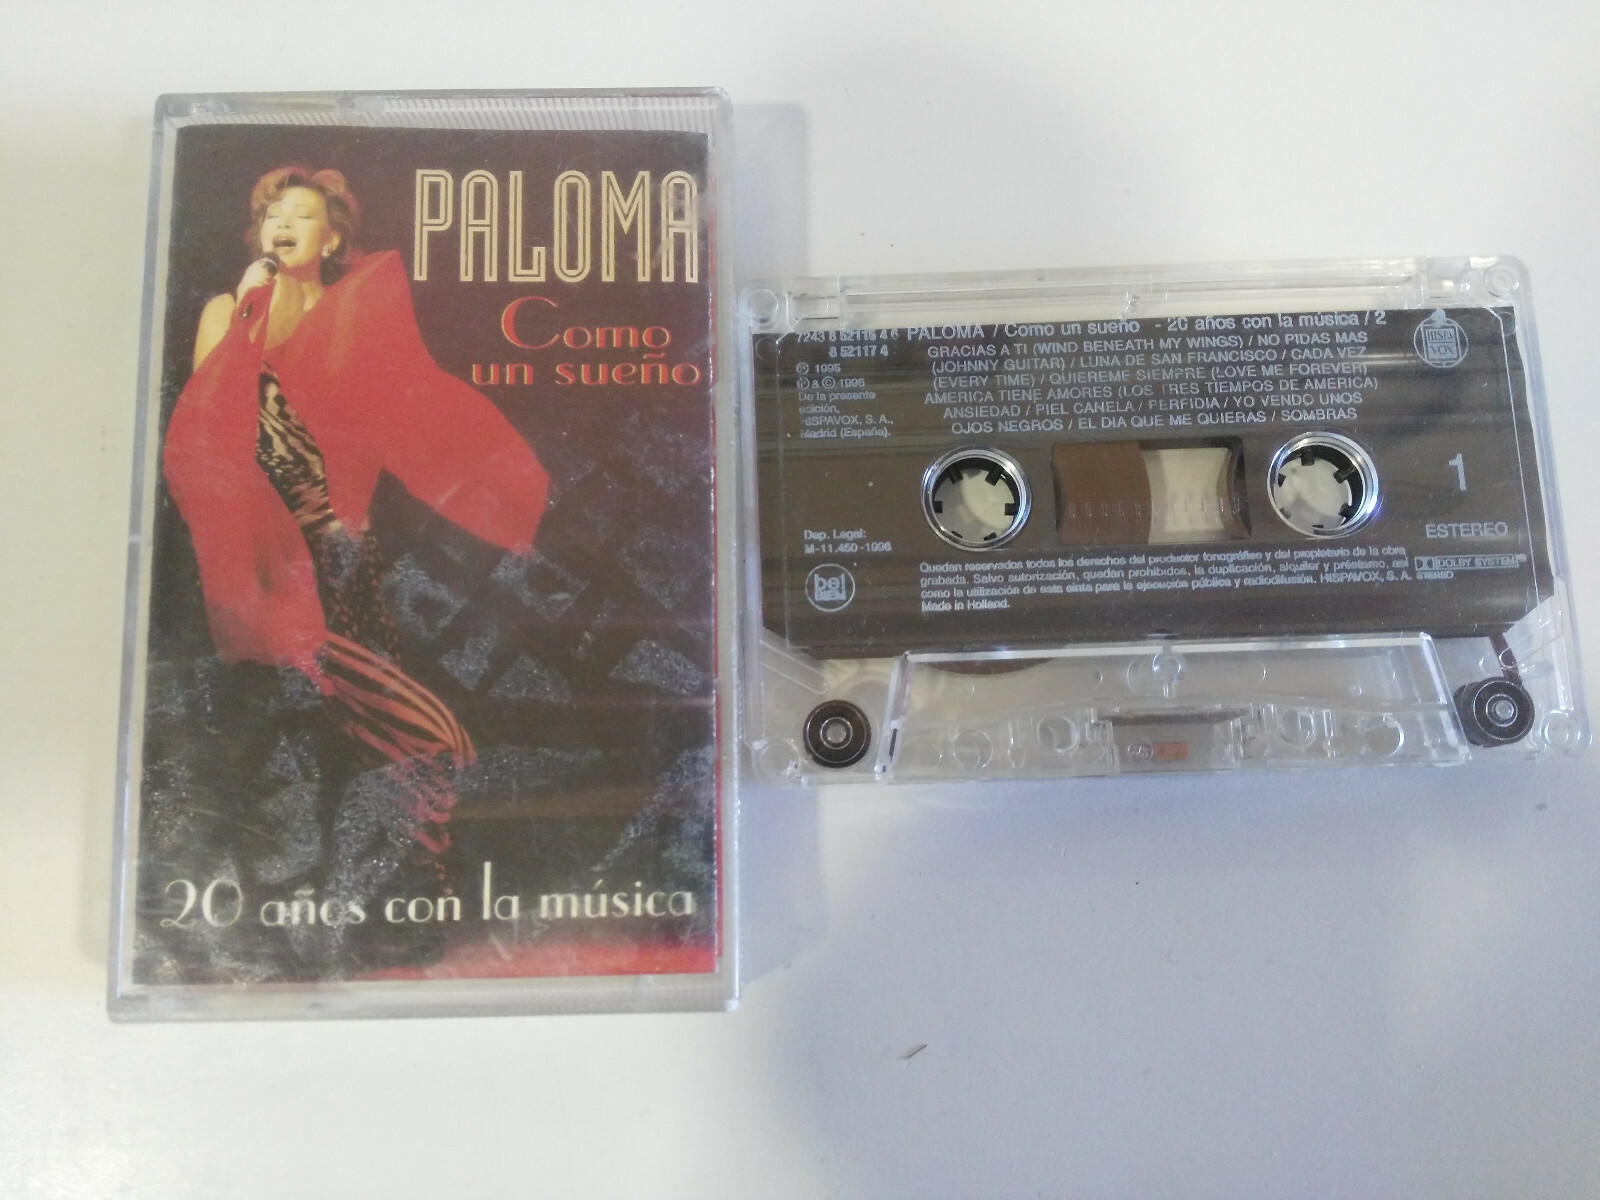 PALOMA
Como
un sueño
20 años con la música
7243 8 52115 4 6 PALOMA / Como un sueño - 20 años con la música / 2
8 52117 4
GRACIAS A TI (WIND BENEATH MY WINGS) / NO PIDAS MAS
(JOHNNY GUITAR) / LUNA DE SAN FRANCISCO / CADA VEZ
(EVERY TIME) / QUIEREME SIEMPRE (LOVE ME FOREVER)
AMERICA TIENE AMORES (LOS TRES TIEMPOS DE AMERICA)
ANSIEDAD / PIEL CANELA / PERFIDIA / YO VENDO UNOS
OJOS NEGROS / EL DIA QUE ME QUIERAS / SOMBRAS
℗ 1995
℗ & © 1996
De la presente
edición,
HISPAVOX, S. A.,
Madrid (España).
HISPA
VOX
1
ESTEREO
Dep. Legal:
M-11.450-1996
bel
BIEM
Quedan reservados todos los derechos del productor fonográfico y del propietario de la obra
grabada. Salvo autorización, quedan prohibidos, la duplicación, alquiler y préstamo, así
como la utilización de esta cinta para la ejecución pública y radiodifusión. HISPAVOX, S. A.
Made in Holland.
DOLBY SYSTEM®
STEREO